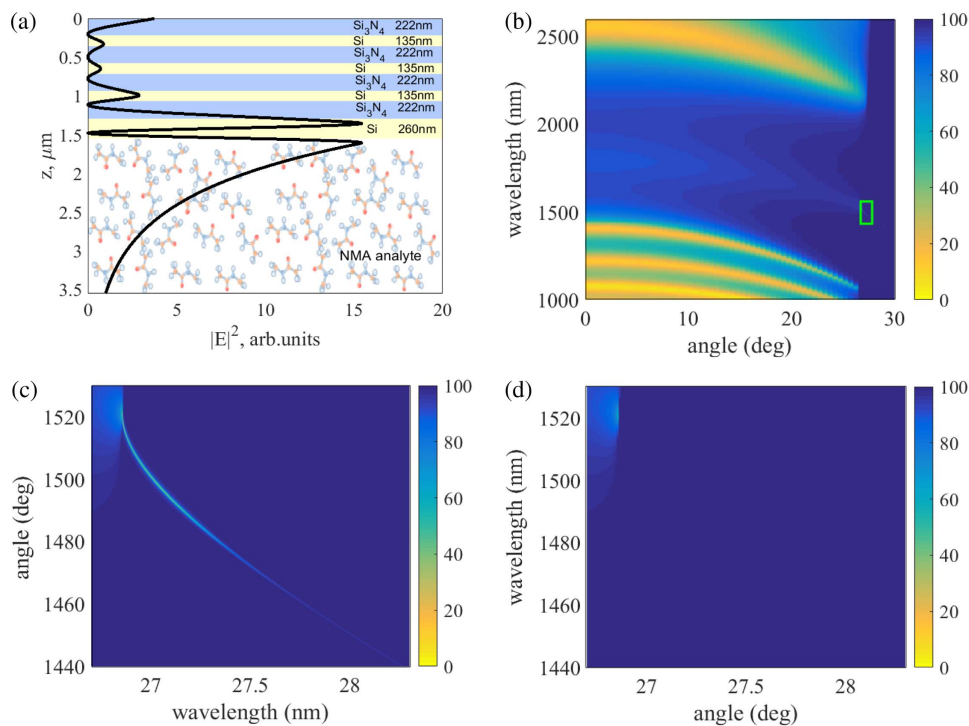 (a)
0
0.5
1
1.5
2
2.5
3
3.5
z, μm
Si₃N₄ 222nm
Si 135nm
Si₃N₄ 222nm
Si 135nm
Si₃N₄ 222nm
Si 135nm
Si₃N₄ 222nm
Si 260nm
NMA analyte
0 5 10 15 20
|E|², arb.units
(b)
2500
2000
1500
1000
wavelength (nm)
0 10 20 30
angle (deg)
100
80
60
40
20
0
(c)
1520
1500
1480
1460
1440
angle (deg)
27 27.5 28
wavelength (nm)
100
80
60
40
20
0
(d)
1520
1500
1480
1460
1440
wavelength (nm)
27 27.5 28
angle (deg)
100
80
60
40
20
0